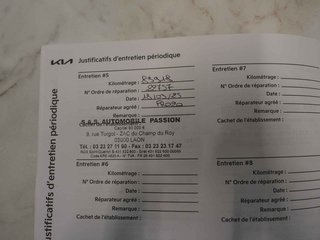 KIA Justificatifs d'entretien périodique
Justificatifs d'entretien périodique
Entretien #5
Kilométrage :
N° Ordre de réparation : 22757
Date :
Réparateur agréé :
Remarque :
Cachet de l'établissement :
S & S AUTOMOBILE PASSION
9, rue Turgot - ZAC du Champ du Roy
02000 LAON
Tél. : 03 23 27 11 90 - Fax : 03 23 23 17 47
Entretien #6
Kilométrage :
N° Ordre de réparation :
Date :
Réparateur agréé :
Remarque :
Cachet de l'établissement :
Entretien #7
Kilométrage :
N° Ordre de réparation :
Date :
Réparateur agréé :
Remarque :
Cachet de l'établissement :
Entretien #8
Kilométrage :
N° Ordre de réparation :
Date :
Réparateur agréé :
Remarque :
Cachet de l'établissement :